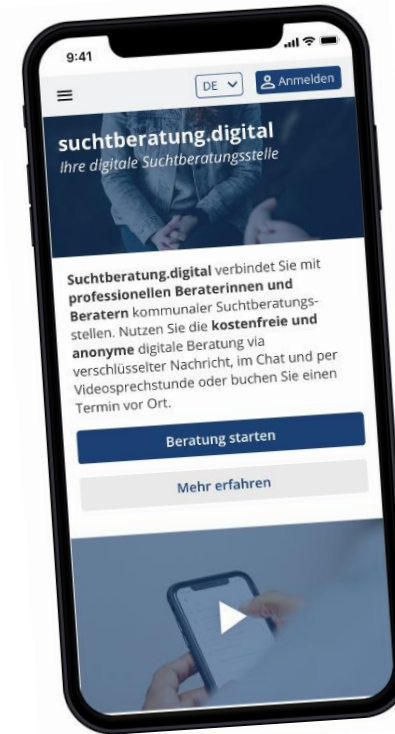 9:41
DE
Anmelden
suchtberatung.digital
Ihre digitale Suchtberatungsstelle
Suchtberatung.digital verbindet Sie mit
professionellen Beraterinnen und
Beratern kommunaler Suchtberatungs-
stellen. Nutzen Sie die kostenfreie und
anonyme digitale Beratung via
verschlüsselter Nachricht, im Chat und per
Videosprechstunde oder buchen Sie einen
Termin vor Ort.
Beratung starten
Mehr erfahren